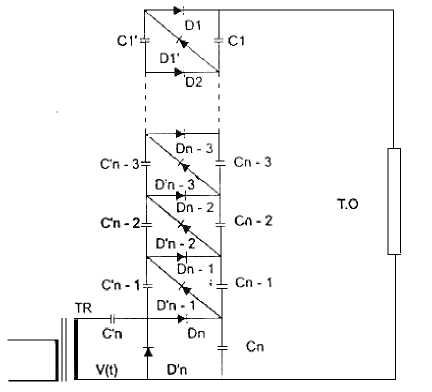 D1
C1' C1
D1'
D2
Dn - 3
C'n - 3 Cn - 3
D'n - 3
Dn - 2 T.O
C'n - 2 Cn - 2
D'n - 2
Dn - 1
C'n - 1 Cn - 1
D'n - 1
TR
C'n Dn
Cn
V(t) D'n